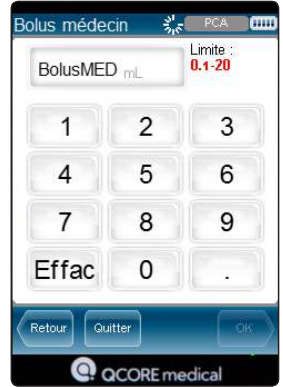 Bolus médecin PCA
Limite :
0.1-20
BolusMED mL
1 2 3
4 5 6
7 8 9
Effac 0 .
Retour Quitter OK
QCORE medical